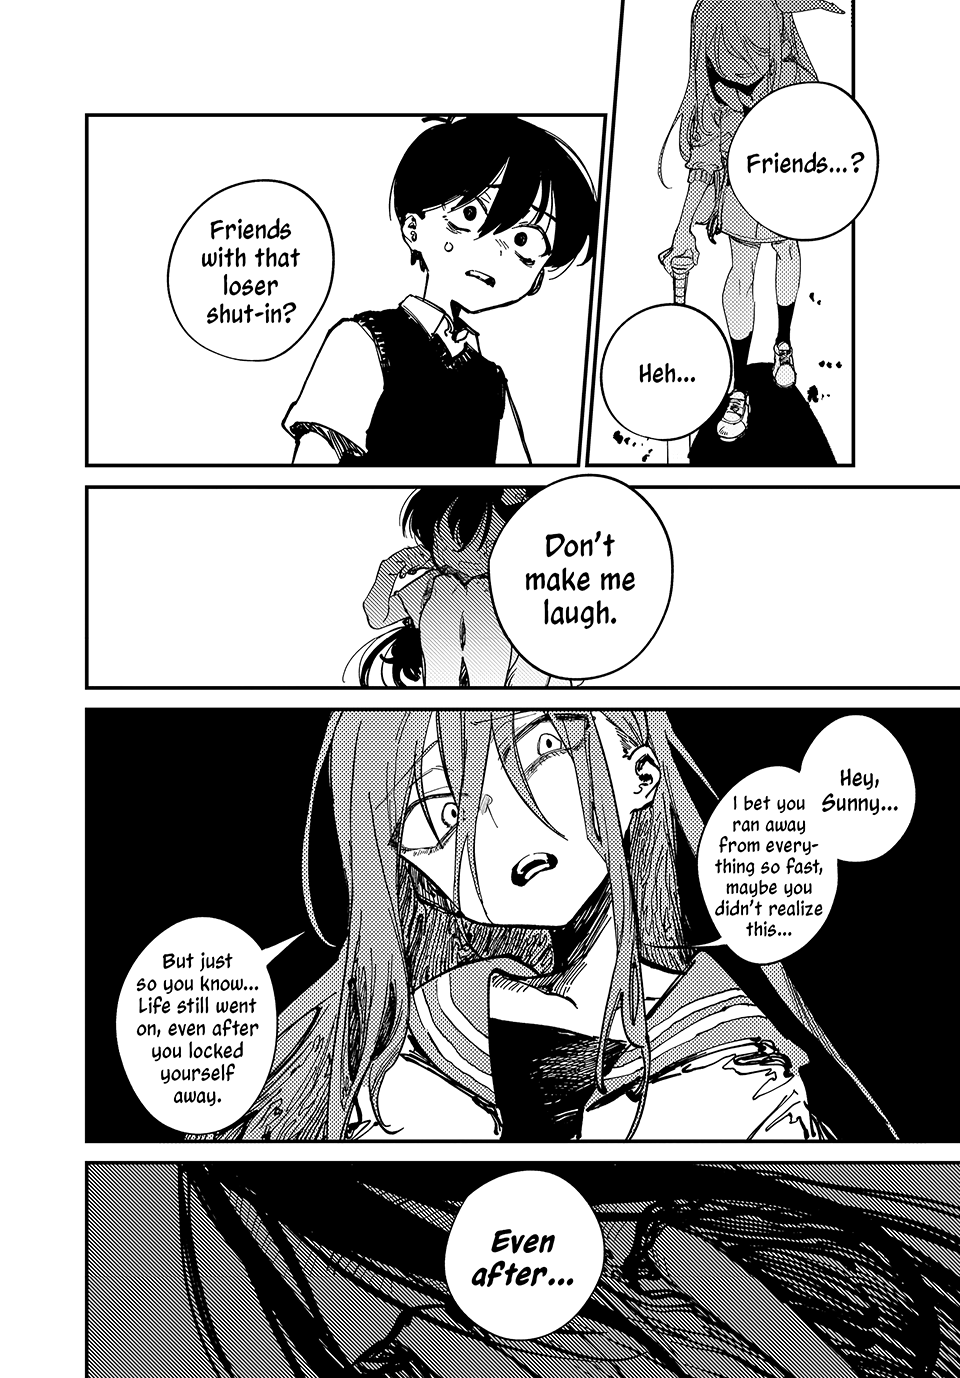 Friends...?
Heh...
Friends
with that
loser
shut-in?
Don't
make me
laugh.
Hey,
Sunny...
I bet you
ran away
from every-
thing so fast,
maybe you
didn't realize
this...
But just
so you know...
Life still went
on, even after
you locked
yourself
away.
Even
after...